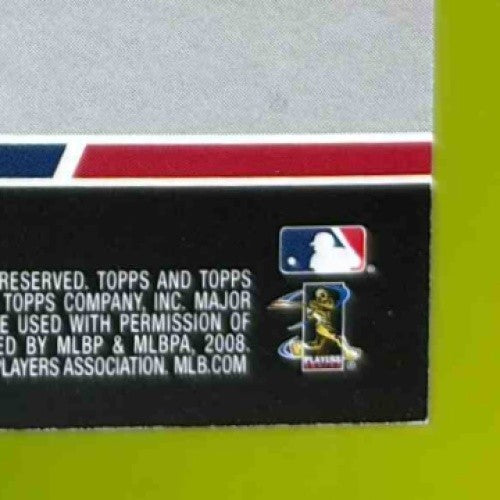 RESERVED. TOPPS AND TOPPS
TOPPS COMPANY, INC. MAJOR
E USED WITH PERMISSION OF
ED BY MLBP & MLBPA, 2008.
PLAYERS ASSOCIATION. MLB.COM
PLAYERS